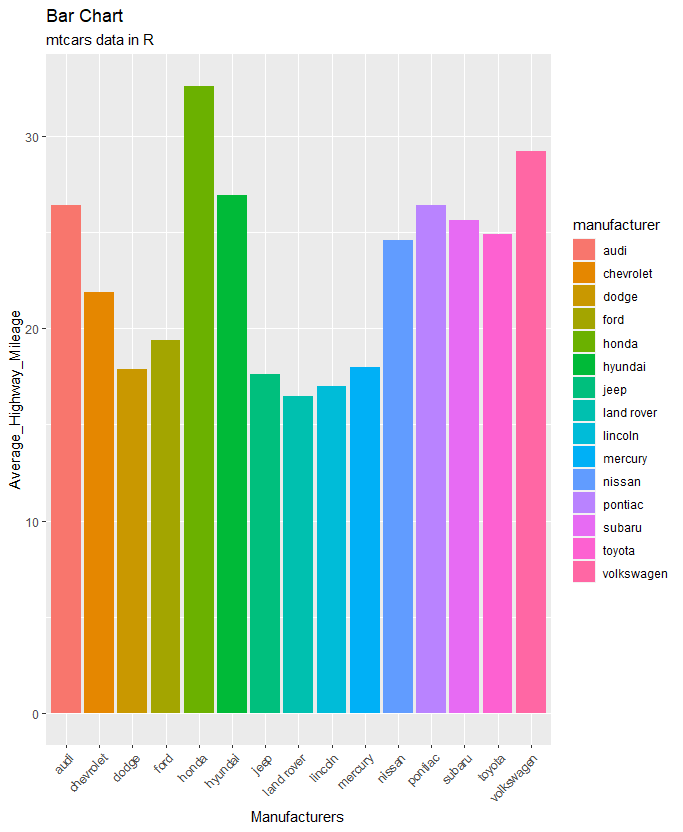 Bar Chart
mtcars data in R
Average_Highway_Mileage
30
20
10
0
audi
chevrolet
dodge
ford
honda
hyundai
jeep
land rover
lincoln
mercury
nissan
pontiac
subaru
toyota
volkswagen
Manufacturers
manufacturer
audi
chevrolet
dodge
ford
honda
hyundai
jeep
land rover
lincoln
mercury
nissan
pontiac
subaru
toyota
volkswagen